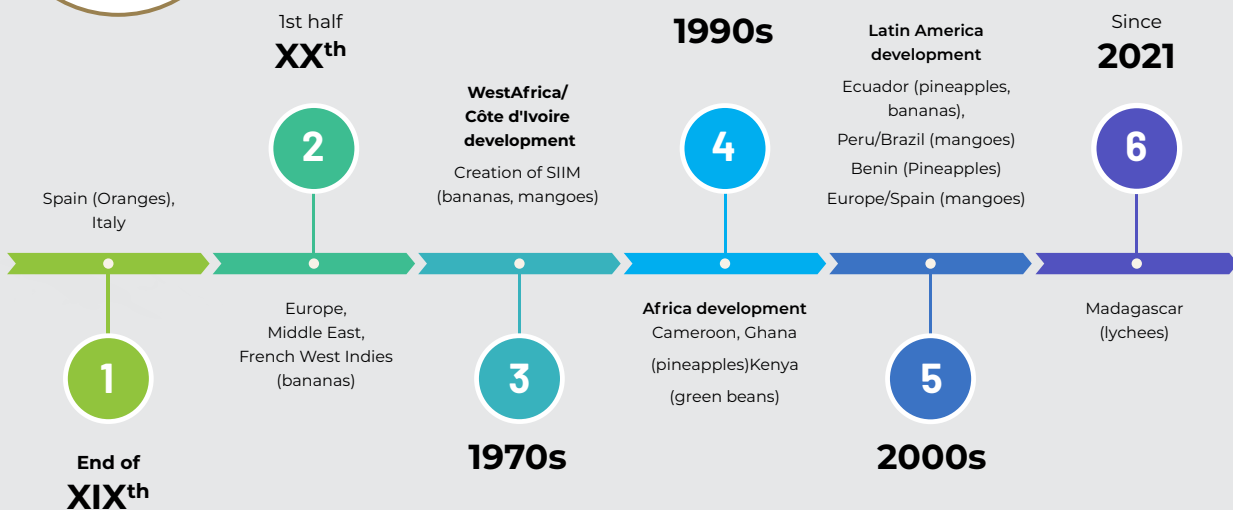 Spain (Oranges),
Italy
1
End of
XIXth
1st half
XXth
2
Europe,
Middle East,
French West Indies
(bananas)
WestAfrica/
Côte d'Ivoire
development
Creation of SIIM
(bananas, mangoes)
3
1970s
1990s
4
Africa development
Cameroon, Ghana
(pineapples)Kenya
(green beans)
Latin America
development
Ecuador (pineapples,
bananas),
Peru/Brazil (mangoes)
Benin (Pineapples)
Europe/Spain (mangoes)
5
2000s
Since
2021
6
Madagascar
(lychees)